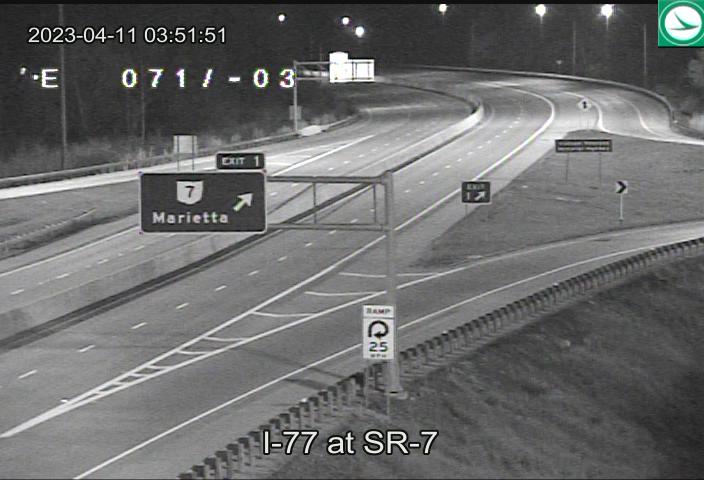 2023-04-11 03:51:51
E 071/-03
EXIT 1
7
Marietta
EXIT
1
RAMP
25
MPH
I-77 at SR-7